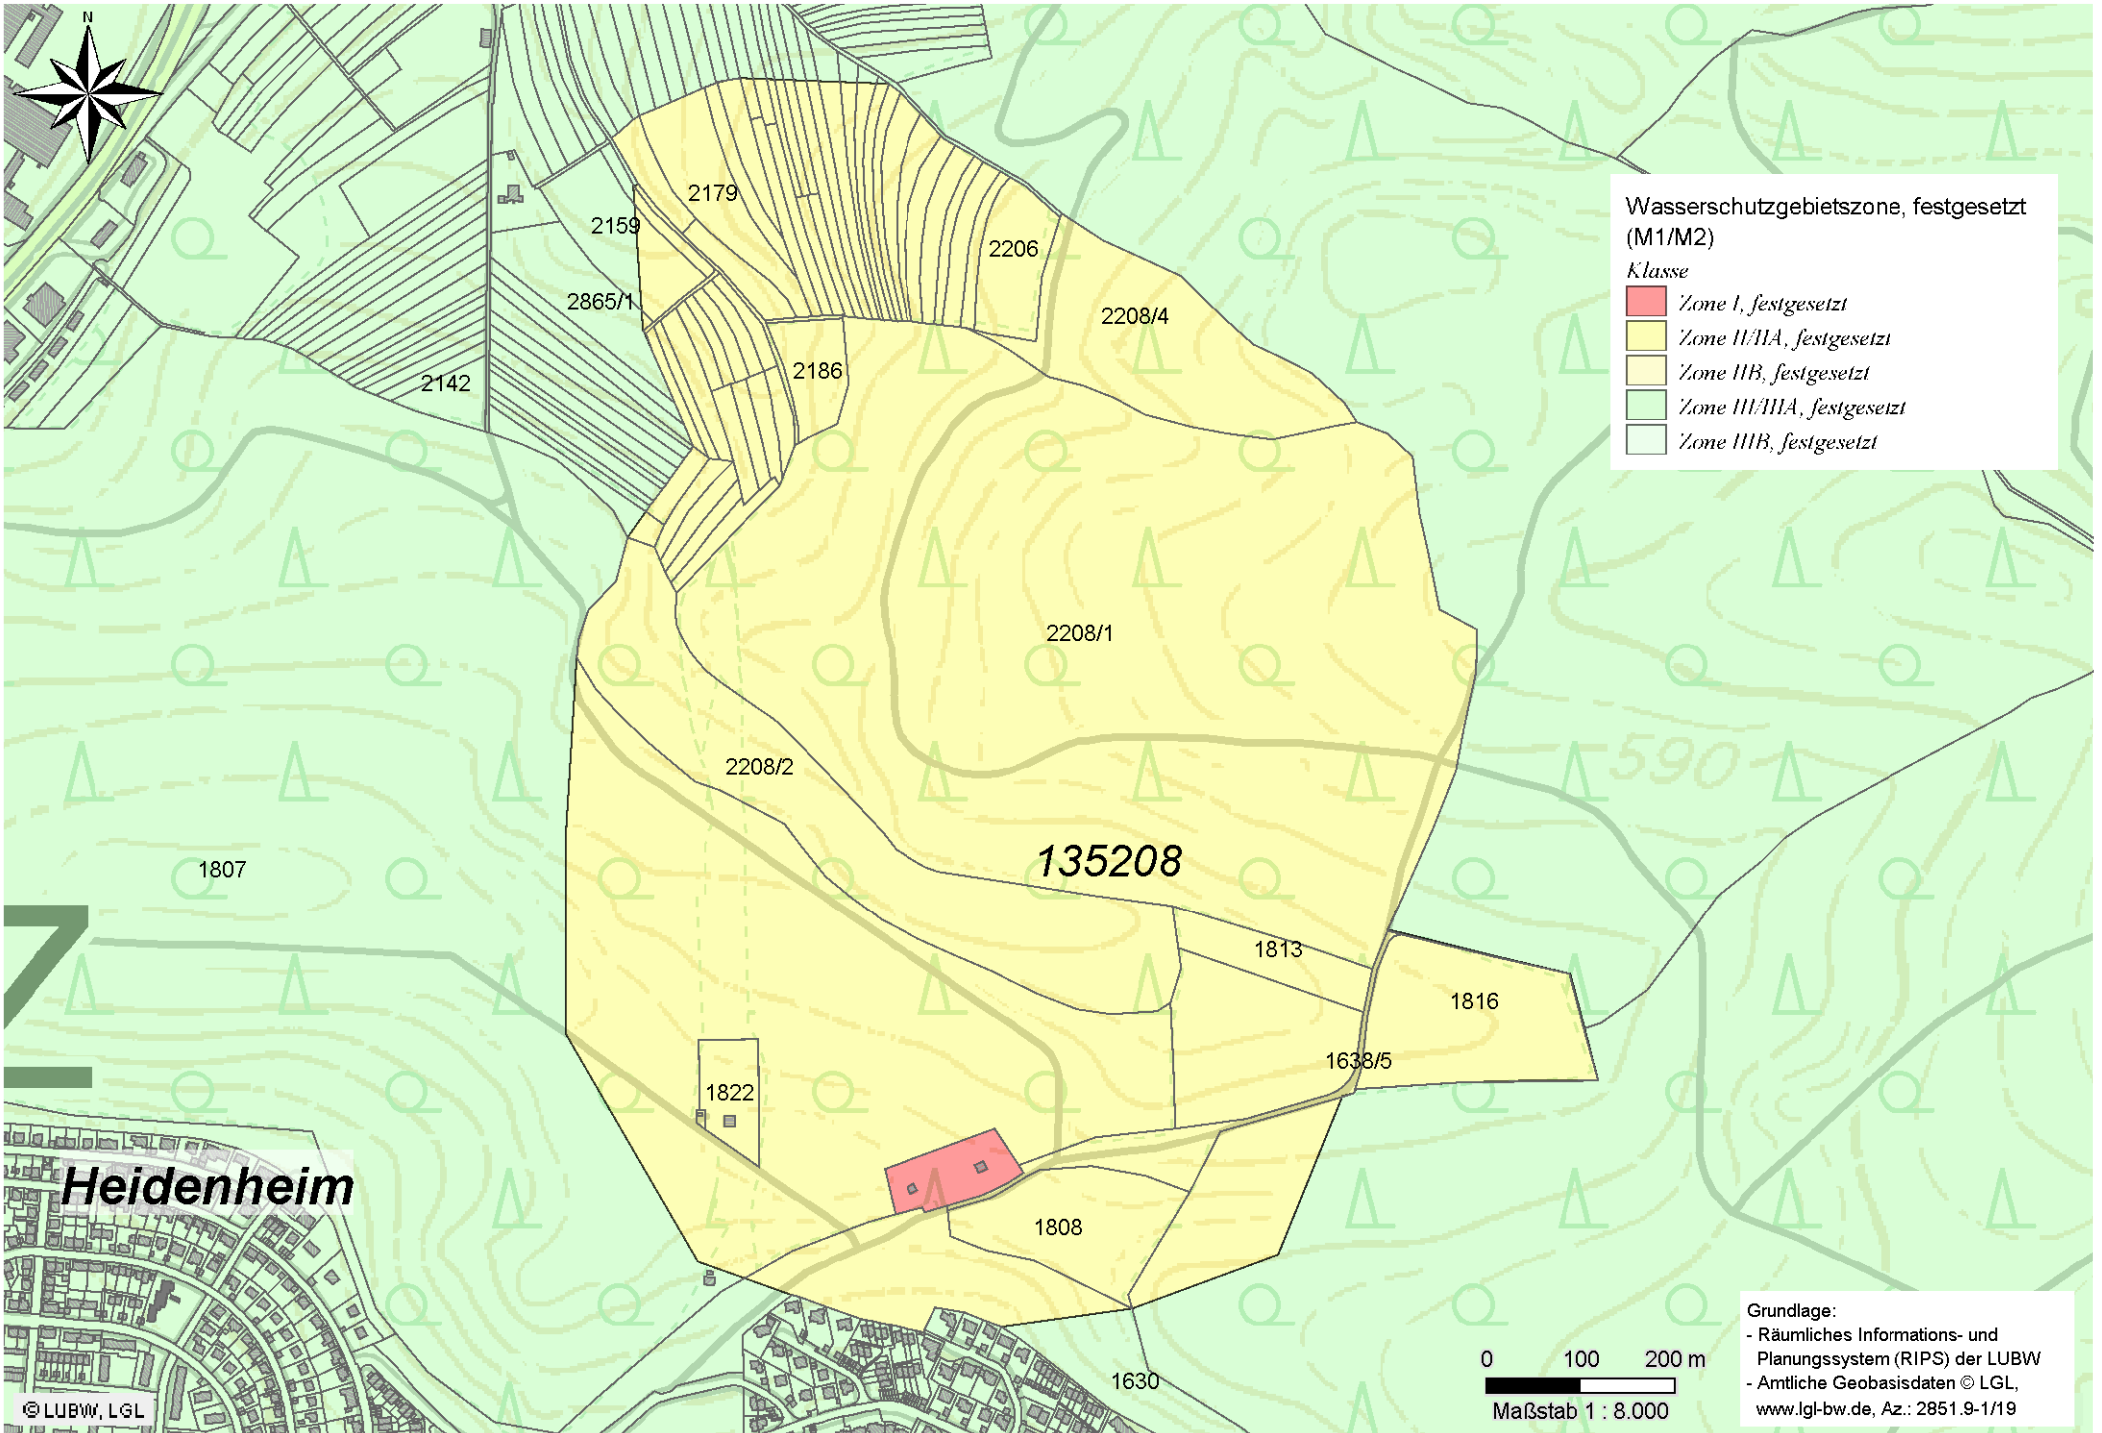 N
2179
2159
2206
2865/1
2208/4
2142
2186
2208/1
2208/2
590
135208
1807
1813
1816
1638/5
1822
1808
1630
Z
Heidenheim
Wasserschutzgebietszone, festgesetzt
(M1/M2)
Klasse
Zone I, festgesetzt
Zone II/IIA, festgesetzt
Zone IIB, festgesetzt
Zone III/IIIA, festgesetzt
Zone IIIB, festgesetzt
0 100 200 m
Maßstab 1 : 8.000
Grundlage:
- Räumliches Informations- und
Planungssystem (RIPS) der LUBW
- Amtliche Geobasisdaten © LGL,
www.lgl-bw.de, Az.: 2851.9-1/19
© LUBW, LGL